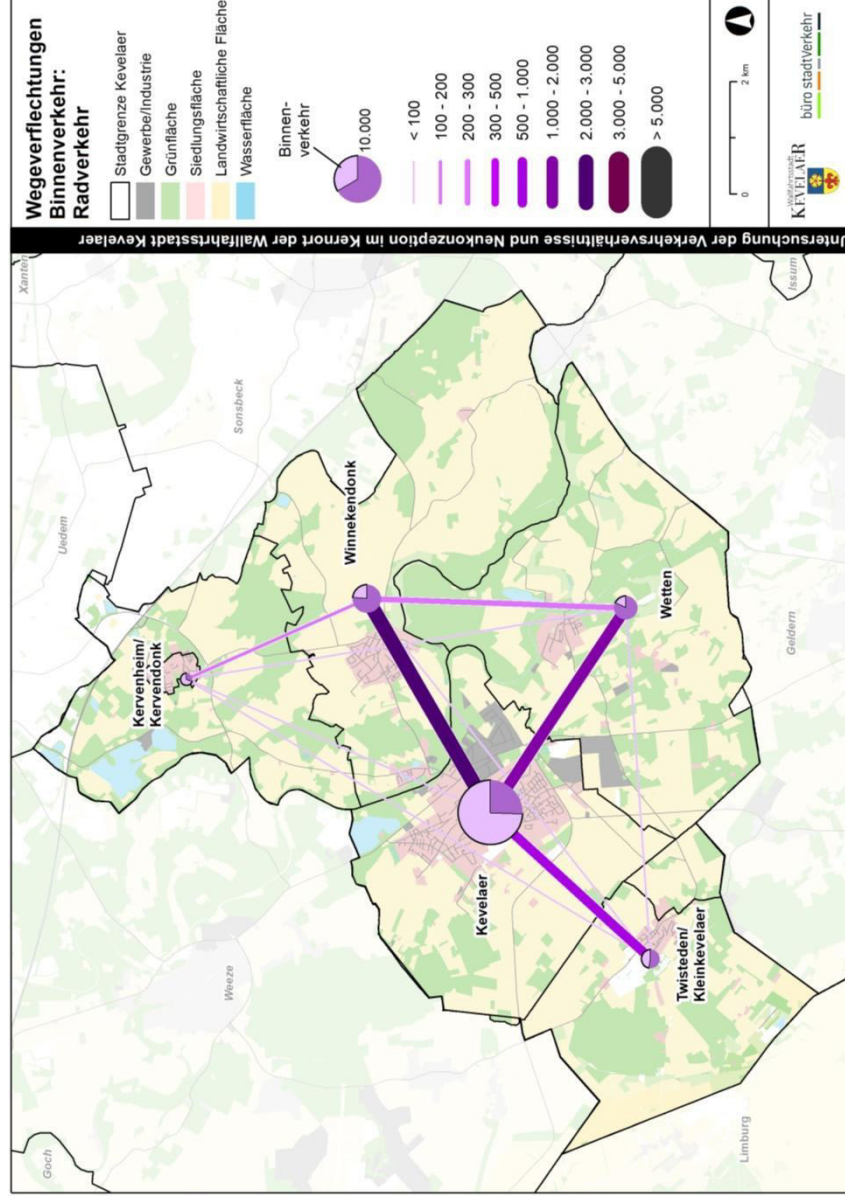 Wegeverflechtungen
Binnenverkehr:
Radverkehr
Stadtgrenze Kevelaer
Gewerbe/Industrie
Grünfläche
Siedlungsfläche
Landwirtschaftliche Fläche
Wasserfläche
Binnen-
verkehr
10.000
< 100
100 - 200
200 - 300
300 - 500
500 - 1.000
1.000 - 2.000
2.000 - 3.000
3.000 - 5.000
> 5.000
0
2 km
Wallfahrtsstadt
KEVELAER
büro stadtVerkehr
Untersuchung der Verkehrsverhältnisse und Neukonzeption im Kernort der Wallfahrtsstadt Kevelaer
Goch
Weeze
Uedem
Xanten
Sonsbeck
Kervenheim/
Kervendonk
Winnekendonk
Kevelaer
Wetten
Twisteden/
Kleinkevelaer
Limburg
Geldern
Issum